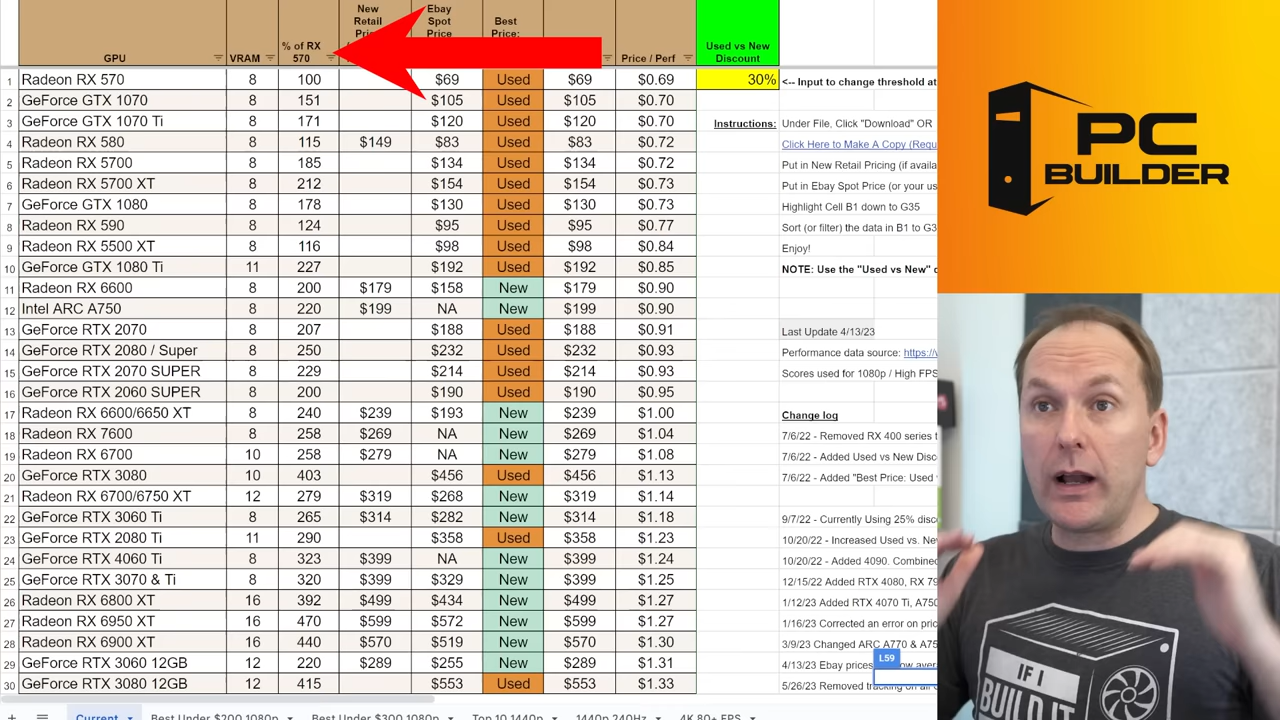 New
Ebay
Retail
Spot
Best
% of RX
Price
Price:
Used vs New
GPU
VRAM
570
Price / Perf
Discount
1 Radeon RX 570 8 100 $69 Used $69 $0.69 30% <-- Input to change threshold at
2 GeForce GTX 1070 8 151 $105 Used $105 $0.70
3 GeForce GTX 1070 Ti 8 171 $120 Used $120 $0.70 Instructions: Under File, Click "Download" OR
4 Radeon RX 580 8 115 $149 $83 Used $83 $0.72 Click Here to Make A Copy (Requ
5 Radeon RX 5700 8 185 $134 Used $134 $0.72 Put in New Retail Pricing (if availa
6 Radeon RX 5700 XT 8 212 $154 Used $154 $0.73 Put in Ebay Spot Price (or your us
7 GeForce GTX 1080 8 178 $130 Used $130 $0.73 Highlight Cell B1 down to G35
8 Radeon RX 590 8 124 $95 Used $95 $0.77 Sort (or filter) the data in B1 to G3
9 Radeon RX 5500 XT 8 116 $98 Used $98 $0.84 Enjoy!
10 GeForce GTX 1080 Ti 11 227 $192 Used $192 $0.85 NOTE: Use the "Used vs New"
11 Radeon RX 6600 8 200 $179 $158 New $179 $0.90
12 Intel ARC A750 8 220 $199 NA New $199 $0.90
13 GeForce RTX 2070 8 207 $188 Used $188 $0.91 Last Update 4/13/23
14 GeForce RTX 2080 / Super 8 250 $232 Used $232 $0.93 Performance data source: https://v
15 GeForce RTX 2070 SUPER 8 229 $214 Used $214 $0.93 Scores used for 1080p / High FPS
16 GeForce RTX 2060 SUPER 8 200 $190 Used $190 $0.95
17 Radeon RX 6600/6650 XT 8 240 $239 $193 New $239 $1.00 Change log
18 Radeon RX 7600 8 258 $269 NA New $269 $1.04 7/6/22 - Removed RX 400 series
19 Radeon RX 6700 10 258 $279 NA New $279 $1.08 7/6/22 - Added Used vs New Disc
20 GeForce RTX 3080 10 403 $456 Used $456 $1.13 7/6/22 - Added "Best Price: Used
21 Radeon RX 6700/6750 XT 12 279 $319 $268 New $319 $1.14
22 GeForce RTX 3060 Ti 8 265 $314 $282 New $314 $1.18 9/7/22 - Currently Using 25% disc
23 GeForce RTX 2080 Ti 11 290 $358 Used $358 $1.23 10/20/22 - Increased Used vs. Nev
24 GeForce RTX 4060 Ti 8 323 $399 NA New $399 $1.24 10/20/22 - Added 4090. Combined
25 GeForce RTX 3070 & Ti 8 320 $399 $329 New $399 $1.25 12/15/22 Added RTX 4080, RX 79
26 Radeon RX 6800 XT 16 392 $499 $434 New $499 $1.27 1/12/23 Added RTX 4070 Ti, A750
27 Radeon RX 6950 XT 16 470 $599 $572 New $599 $1.27 1/16/23 Corrected an error on pric
28 Radeon RX 6900 XT 16 440 $570 $519 New $570 $1.30 3/9/23 Changed ARC A770 & A75
29 GeForce RTX 3060 12GB 12 220 $289 $255 New $289 $1.31 4/13/23 Ebay prices
30 GeForce RTX 3080 12GB 12 415 $553 Used $553 $1.33 5/26/23 Removed tracking on
L59
Current Best Under $200 1080p Best Under $300 1080p Top 10 1440p 1440p 240Hz 4K 80+ FPS
PC
BUILDER
IF I
BUILD IT